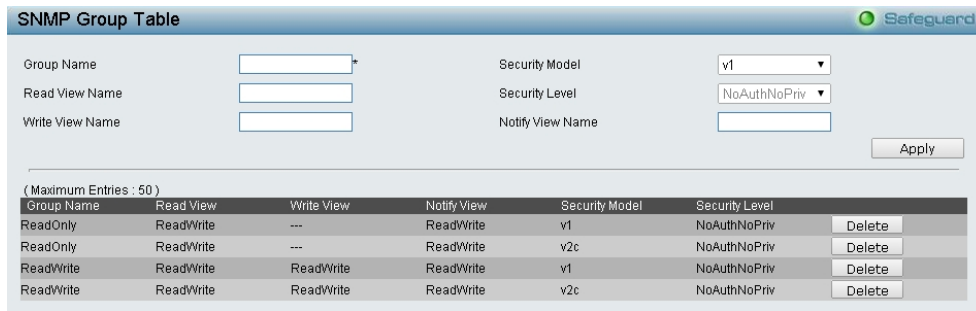 SNMP Group Table Safeguard
Group Name * Security Model v1
Read View Name Security Level NoAuthNoPriv
Write View Name Notify View Name
Apply
( Maximum Entries : 50 )
Group Name Read View Write View Notify View Security Model Security Level
ReadOnly ReadWrite --- ReadWrite v1 NoAuthNoPriv Delete
ReadOnly ReadWrite --- ReadWrite v2c NoAuthNoPriv Delete
ReadWrite ReadWrite ReadWrite ReadWrite v1 NoAuthNoPriv Delete
ReadWrite ReadWrite ReadWrite ReadWrite v2c NoAuthNoPriv Delete